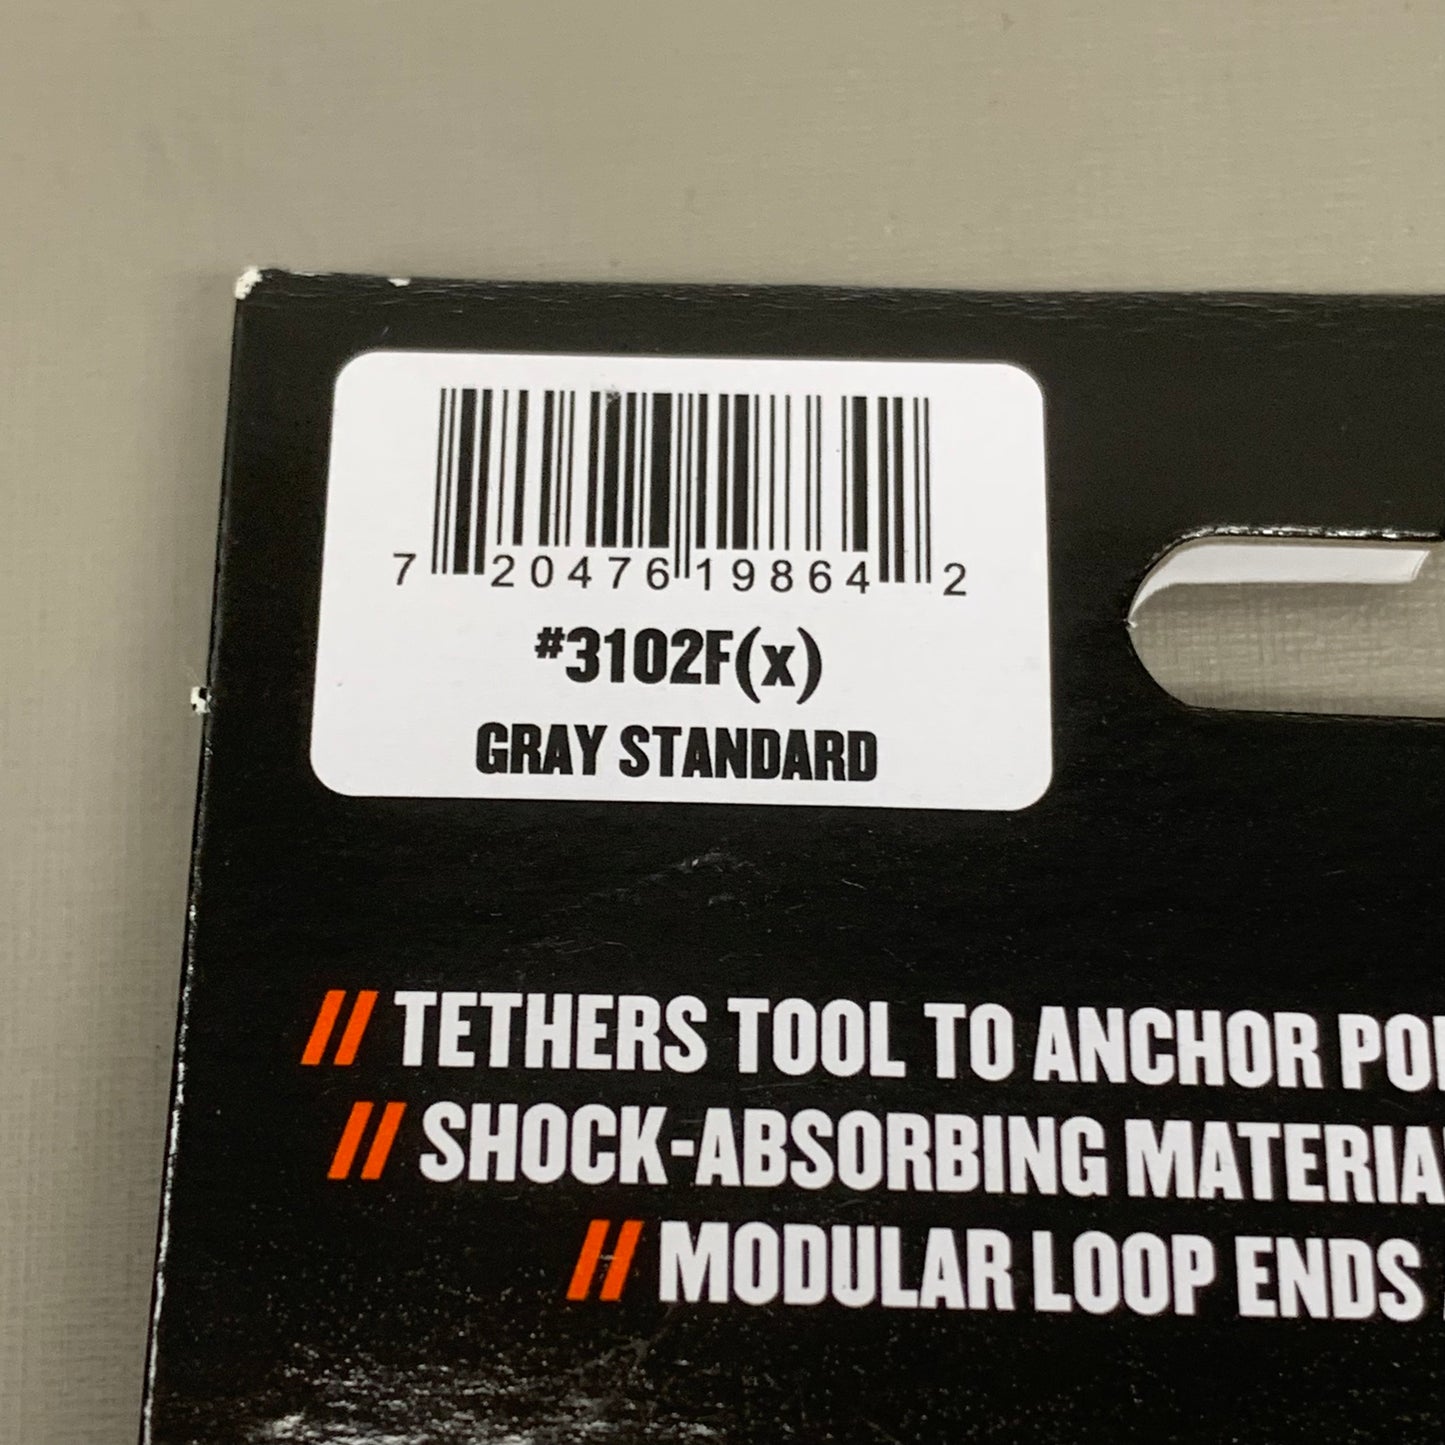 7 20476 19864 2
#3102F(x)
GRAY STANDARD
// TETHERS TOOL TO ANCHOR
// SHOCK-ABSORBING
// MODULAR LOOP ENDS